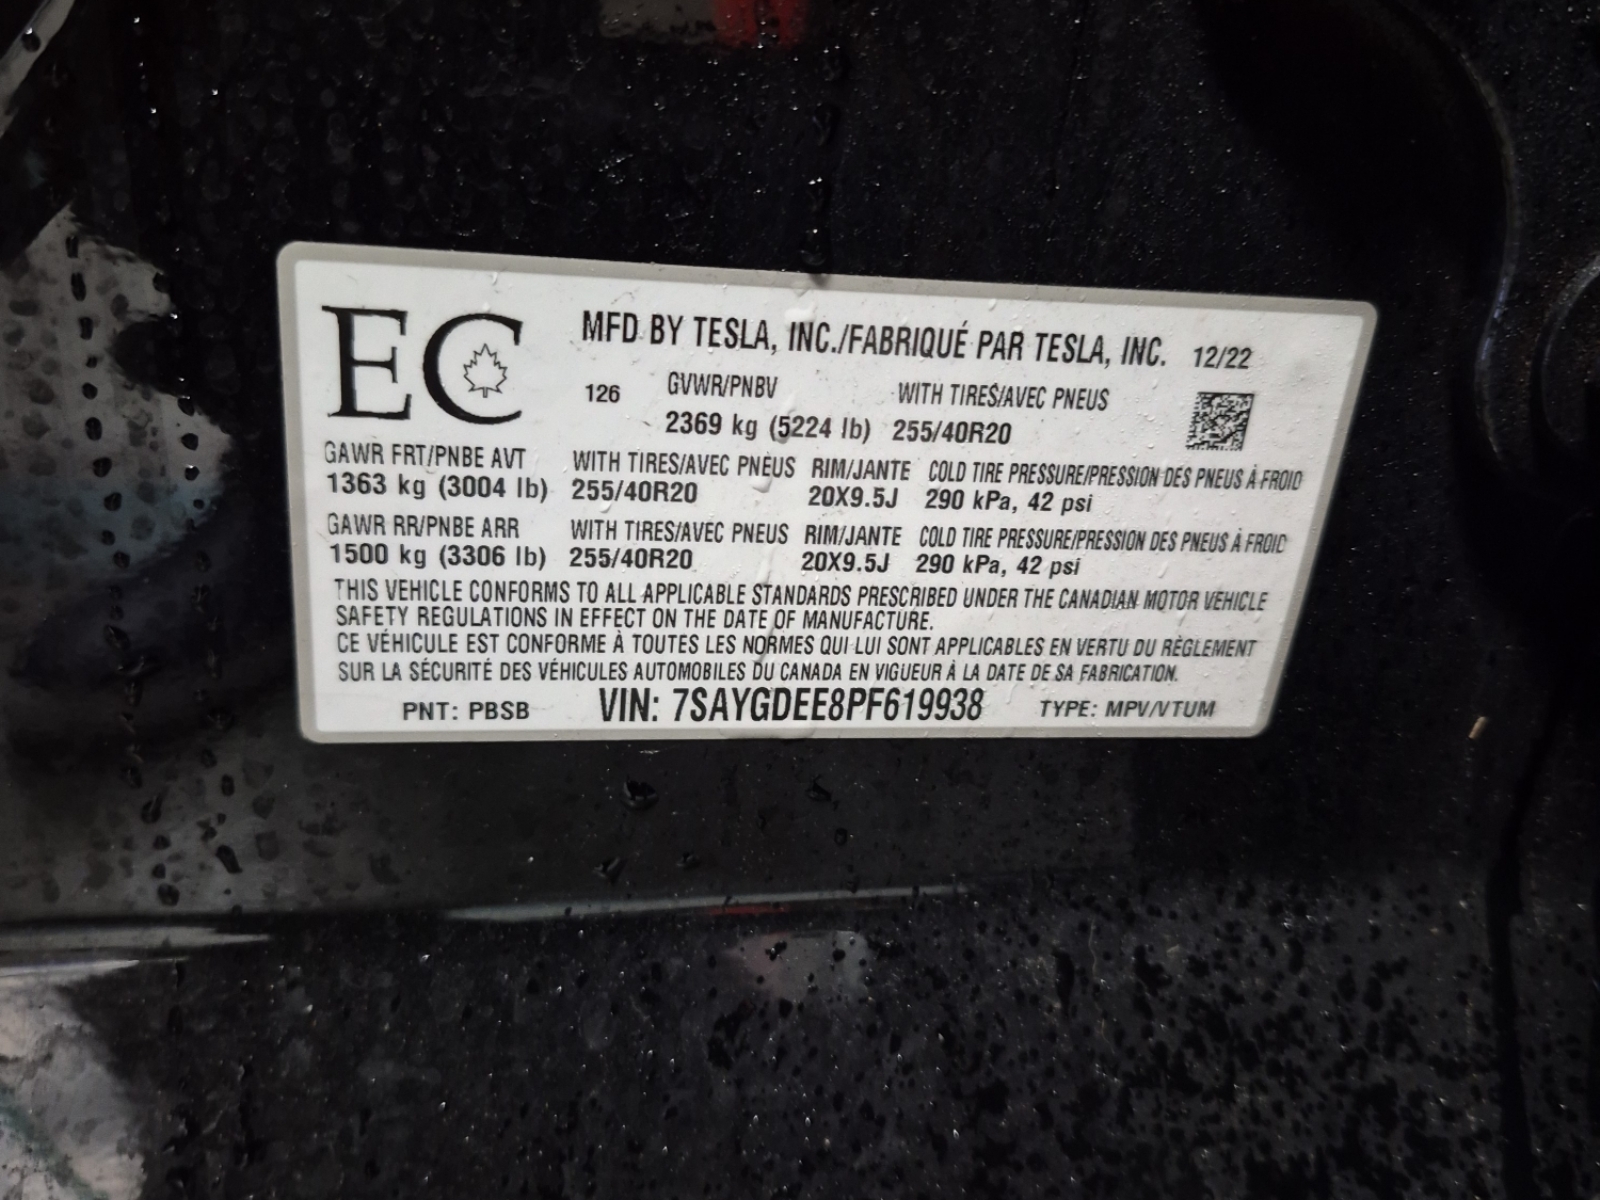 EC MFD BY TESLA, INC./FABRIQUÉ PAR TESLA, INC. 12/22
126 GVWR/PNBV WITH TIRES/AVEC PNEUS
2369 kg (5224 lb) 255/40R20
GAWR FRT/PNBE AVT WITH TIRES/AVEC PNEUS RIM/JANTE COLD TIRE PRESSURE/PRESSION DES PNEUS À FROID
1363 kg (3004 lb) 255/40R20 20X9.5J 290 kPa, 42 psi
GAWR RR/PNBE ARR WITH TIRES/AVEC PNEUS RIM/JANTE COLD TIRE PRESSURE/PRESSION DES PNEUS À FROID
1500 kg (3306 lb) 255/40R20 20X9.5J 290 kPa, 42 psi
THIS VEHICLE CONFORMS TO ALL APPLICABLE STANDARDS PRESCRIBED UNDER THE CANADIAN MOTOR VEHICLE
SAFETY REGULATIONS IN EFFECT ON THE DATE OF MANUFACTURE.
CE VÉHICULE EST CONFORME À TOUTES LES NORMES QUI LUI SONT APPLICABLES EN VERTU DU RÈGLEMENT
SUR LA SÉCURITÉ DES VÉHICULES AUTOMOBILES DU CANADA EN VIGUEUR À LA DATE DE SA FABRICATION.
PNT: PBSB VIN: 7SAYGDEE8PF619938 TYPE: MPV/VTUM